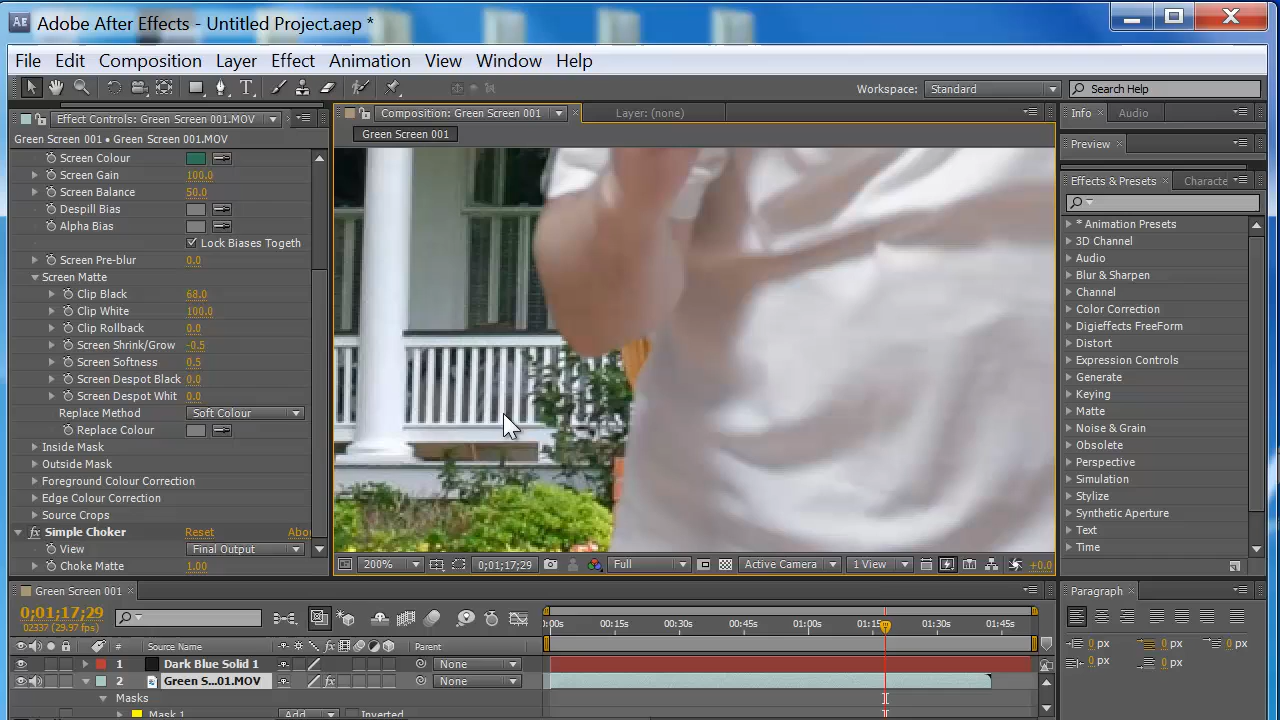 Adobe After Effects - Untitled Project.aep *
File Edit Composition Layer Effect Animation View Window Help
Workspace: Standard Search Help
Effect Controls: Green Screen 001.MOV
Composition: Green Screen 001
Layer: (none)
Info Audio
Green Screen 001 • Green Screen 001.MOV
Green Screen 001
Preview
Screen Colour
Screen Gain 100.0
Screen Balance 50.0
Despill Bias
Alpha Bias
Lock Biases Togeth
Screen Pre-blur 0.0
Screen Matte
Clip Black 68.0
Clip White 100.0
Clip Rollback 0.0
Screen Shrink/Grow -0.5
Screen Softness 0.5
Screen Despot Black 0.0
Screen Despot Whit 0.0
Replace Method Soft Colour
Replace Colour
Inside Mask
Outside Mask
Foreground Colour Correction
Edge Colour Correction
Source Crops
fx Simple Choker Reset Abo
View Final Output
Choke Matte 1.00
Effects & Presets Characte
* Animation Presets
3D Channel
Audio
Blur & Sharpen
Channel
Color Correction
Digieffects FreeForm
Distort
Expression Controls
Generate
Keying
Matte
Noise & Grain
Obsolete
Perspective
Simulation
Stylize
Synthetic Aperture
Text
Time
200% 0;01;17;29 Full Active Camera 1 View +0.0
Green Screen 001
0;01;17;29
02337 (29.97 fps)
:00s 00:15s 00:30s 00:45s 01:00s 01:15s 01:30s 01:45s
# Source Name fx Parent
1 Dark Blue Solid 1 None
2 Green S...01.MOV fx None
Masks
Mask 1 Add Inverted
Paragraph
0 px 0 px 0 px
0 px 0 px